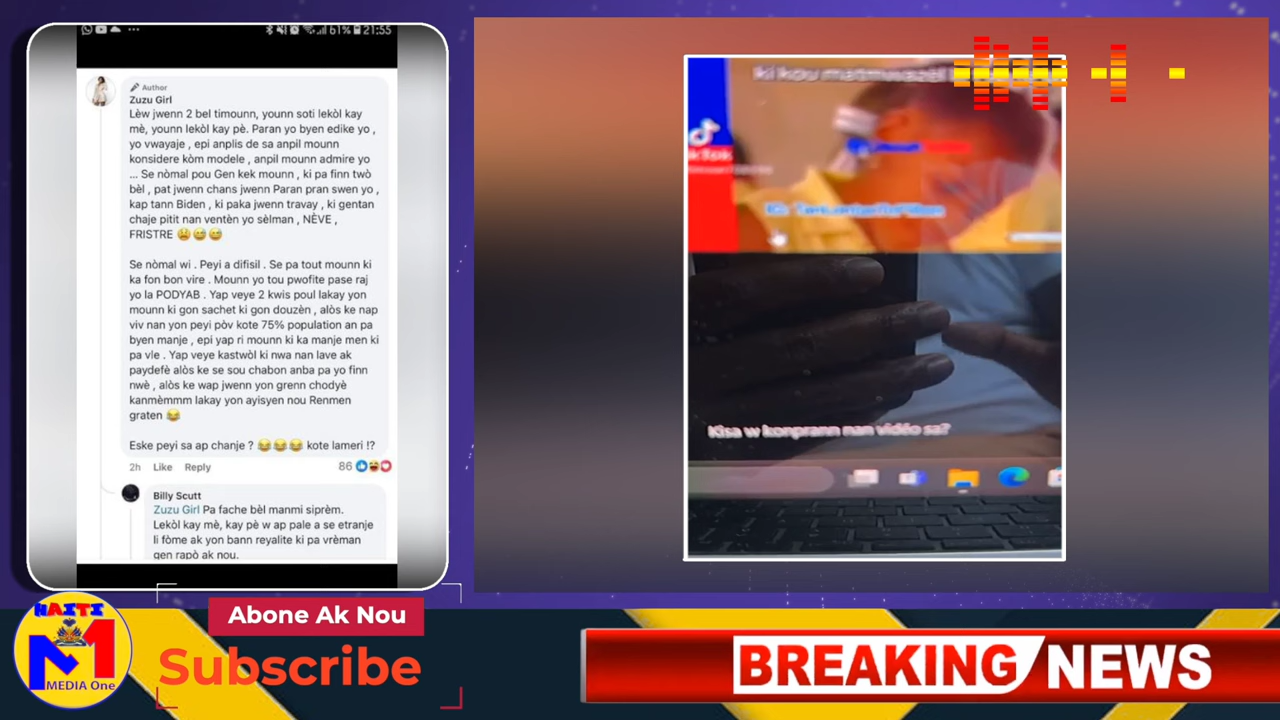 61% 21:55
Author
Zuzu Girl
Lèw jwenn 2 bel timounn, younn soti lekòl kay
mè, younn lekòl kay pè. Paran yo byen edike yo ,
yo vwayaje , epi anplis de sa anpil mounn
konsidere kòm modele , anpil mounn admire yo
... Se nòmal pou Gen kek mounn , ki pa finn twò
bèl , pat jwenn chans jwenn Paran pran swen yo ,
kap tann Biden , ki paka jwenn travay , ki gentan
chaje pitit nan ventèn yo sèlman , NÈVE ,
FRISTRE 😩😅😅
Se nòmal wi . Peyi a difisil . Se pa tout mounn ki
ka fon bon vire . Mounn yo tou pwofite pase raj
yo la PODYAB . Yap veye 2 kwis poul lakay yon
mounn ki gon sachet ki gon douzèn , alòs ke nap
viv nan yon peyi pòv kote 75% population an pa
byen manje , epi yap ri mounn ki ka manje men ki
pa vle . Yap veye kastwòl ki nwa nan lave ak
paydefè alòs ke se sou chabon anba pa yo finn
nwè , alòs ke wap jwenn yon grenn chodyè
kanmèmmm lakay yon ayisyen nou Renmen
graten 😂
Eske peyi sa ap chanje ? 😂😂😂 kote lameri !?
2h Like Reply 86
Billy Scutt
Zuzu Girl Pa fache bèl manmi siprèm.
Lekòl kay mè, kay pè w ap pale a se etranje
li fòme ak yon bann reyalite ki pa vrèman
gen rapò ak nou.
ki kou matmwazèl
Kisa w konprann nan vidéo sa?
HAITI
M1
MEDIA One
Abone Ak Nou
Subscribe
BREAKING NEWS